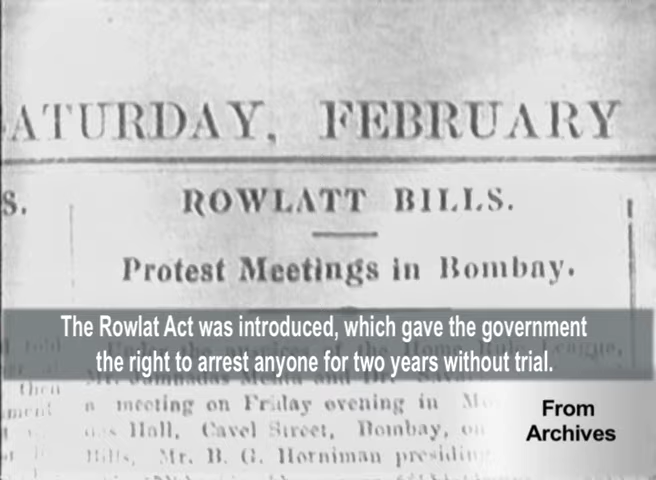 ATURDAY, FEBRUARY
S.
ROWLATT BILLS.
Protest Meetings in Bombay.
The Rowlat Act was introduced, which gave the government
the right to arrest anyone for two years without trial.
then
a meeting on Friday evening in
Hall, Cavel Street, Bombay,
Bills, Mr. B. G. Horniman presiding
From
Archives